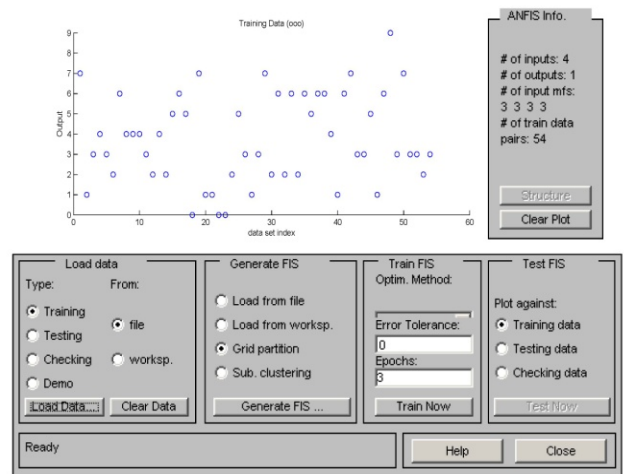 Training Data (ooo)
9
8
7
6
5
4
3
2
1
0
Output
0 10 20 30 40 50 60
data set index
ANFIS Info.
# of inputs: 4
# of outputs: 1
# of input mfs:
3 3 3 3
# of train data
pairs: 54
Structure
Clear Plot
Load data
Type: From:
Training
Testing
Checking
Demo
file
worksp.
Load Data... Clear Data
Generate FIS
Load from file
Load from worksp.
Grid partition
Sub. clustering
Generate FIS ...
Train FIS
Optim. Method:
Error Tolerance:
0
Epochs:
3
Train Now
Test FIS
Plot against:
Training data
Testing data
Checking data
Test Now
Ready
Help Close